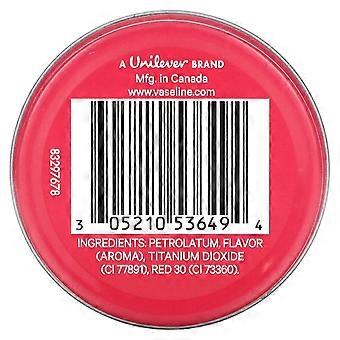 A Unilever BRAND
Mfg. in Canada
www.vaseline.com
83297678
3 05210 53649 4
INGREDIENTS: PETROLATUM, FLAVOR
(AROMA), TITANIUM DIOXIDE
(CI 77891), RED 30 (CI 73360).